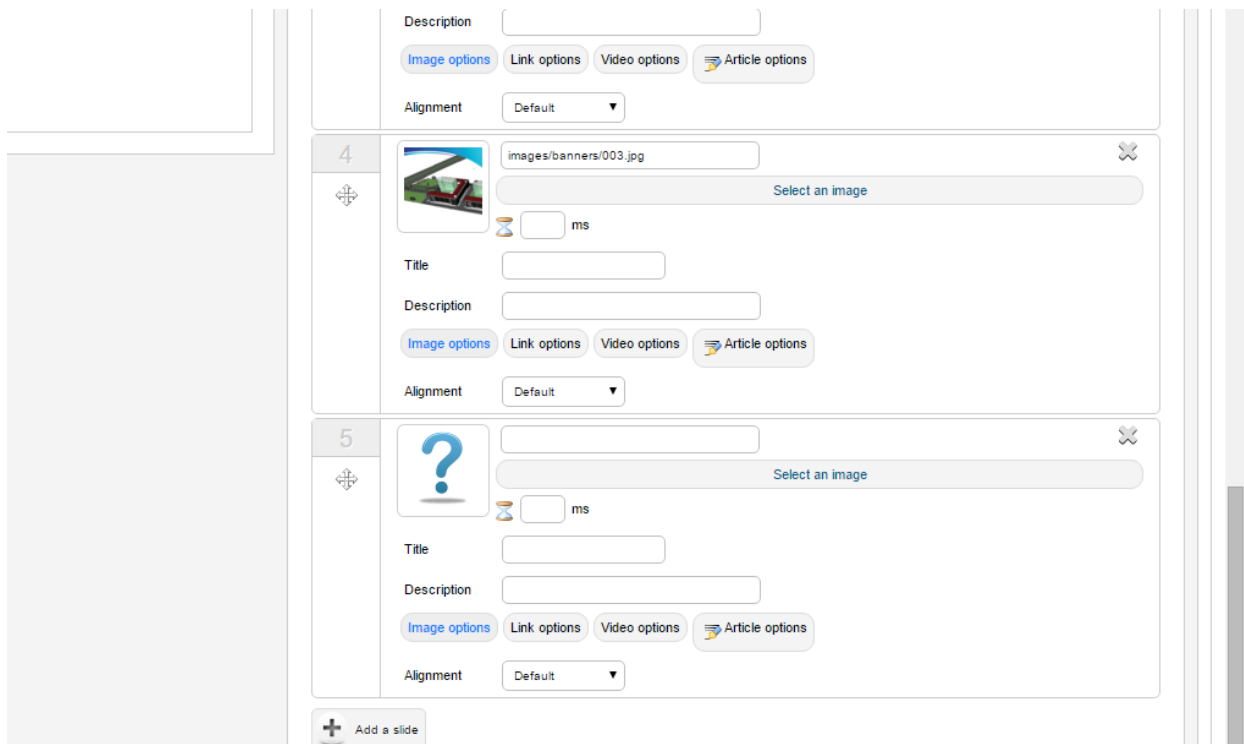 Description
Image options Link options Video options Article options
Alignment Default
4 images/banners/003.jpg
Select an image
ms
Title
Description
Image options Link options Video options Article options
Alignment Default
5
Select an image
ms
Title
Description
Image options Link options Video options Article options
Alignment Default
Add a slide